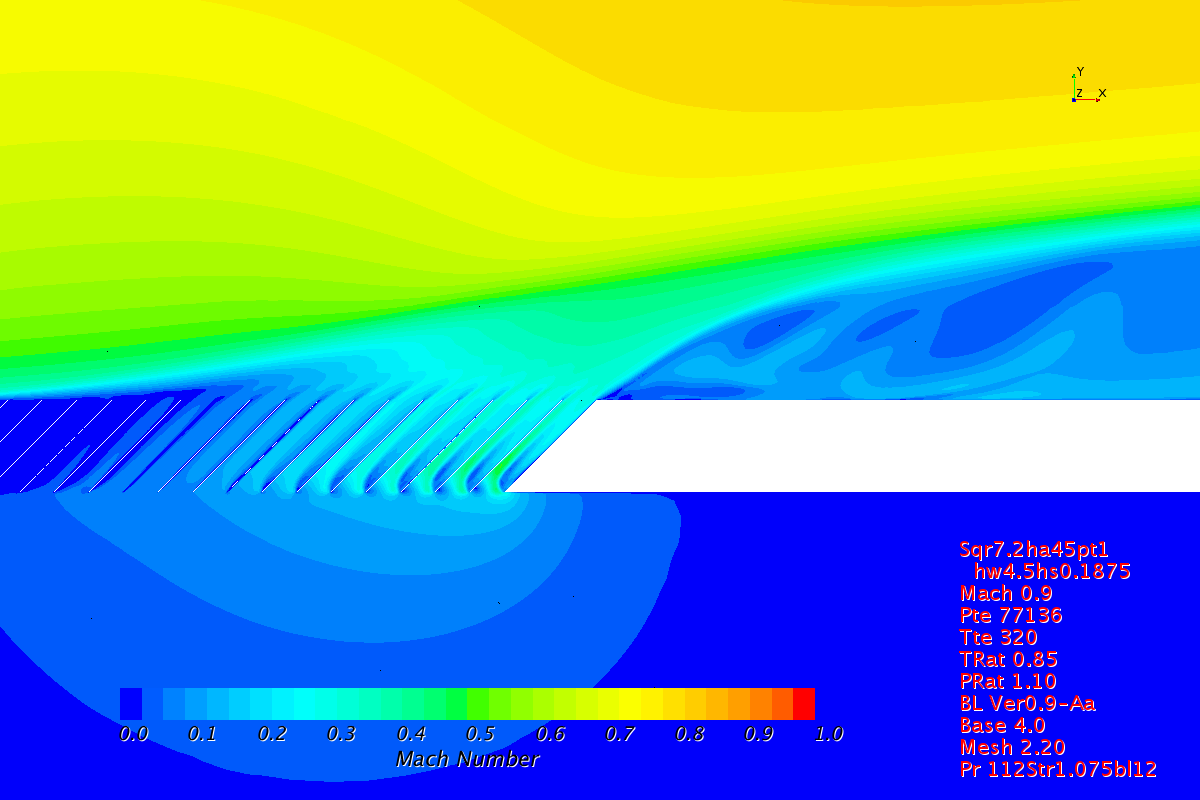 Y
Z X
Sqr7.2ha45pt1
hw4.5hs0.1875
Mach 0.9
Pte 77136
Tte 320
TRat 0.85
PRat 1.10
BL Ver0.9-Aa
Base 4.0
Mesh 2.20
Pr 112Str1.075bl12
0.0 0.1 0.2 0.3 0.4 0.5 0.6 0.7 0.8 0.9 1.0
Mach Number